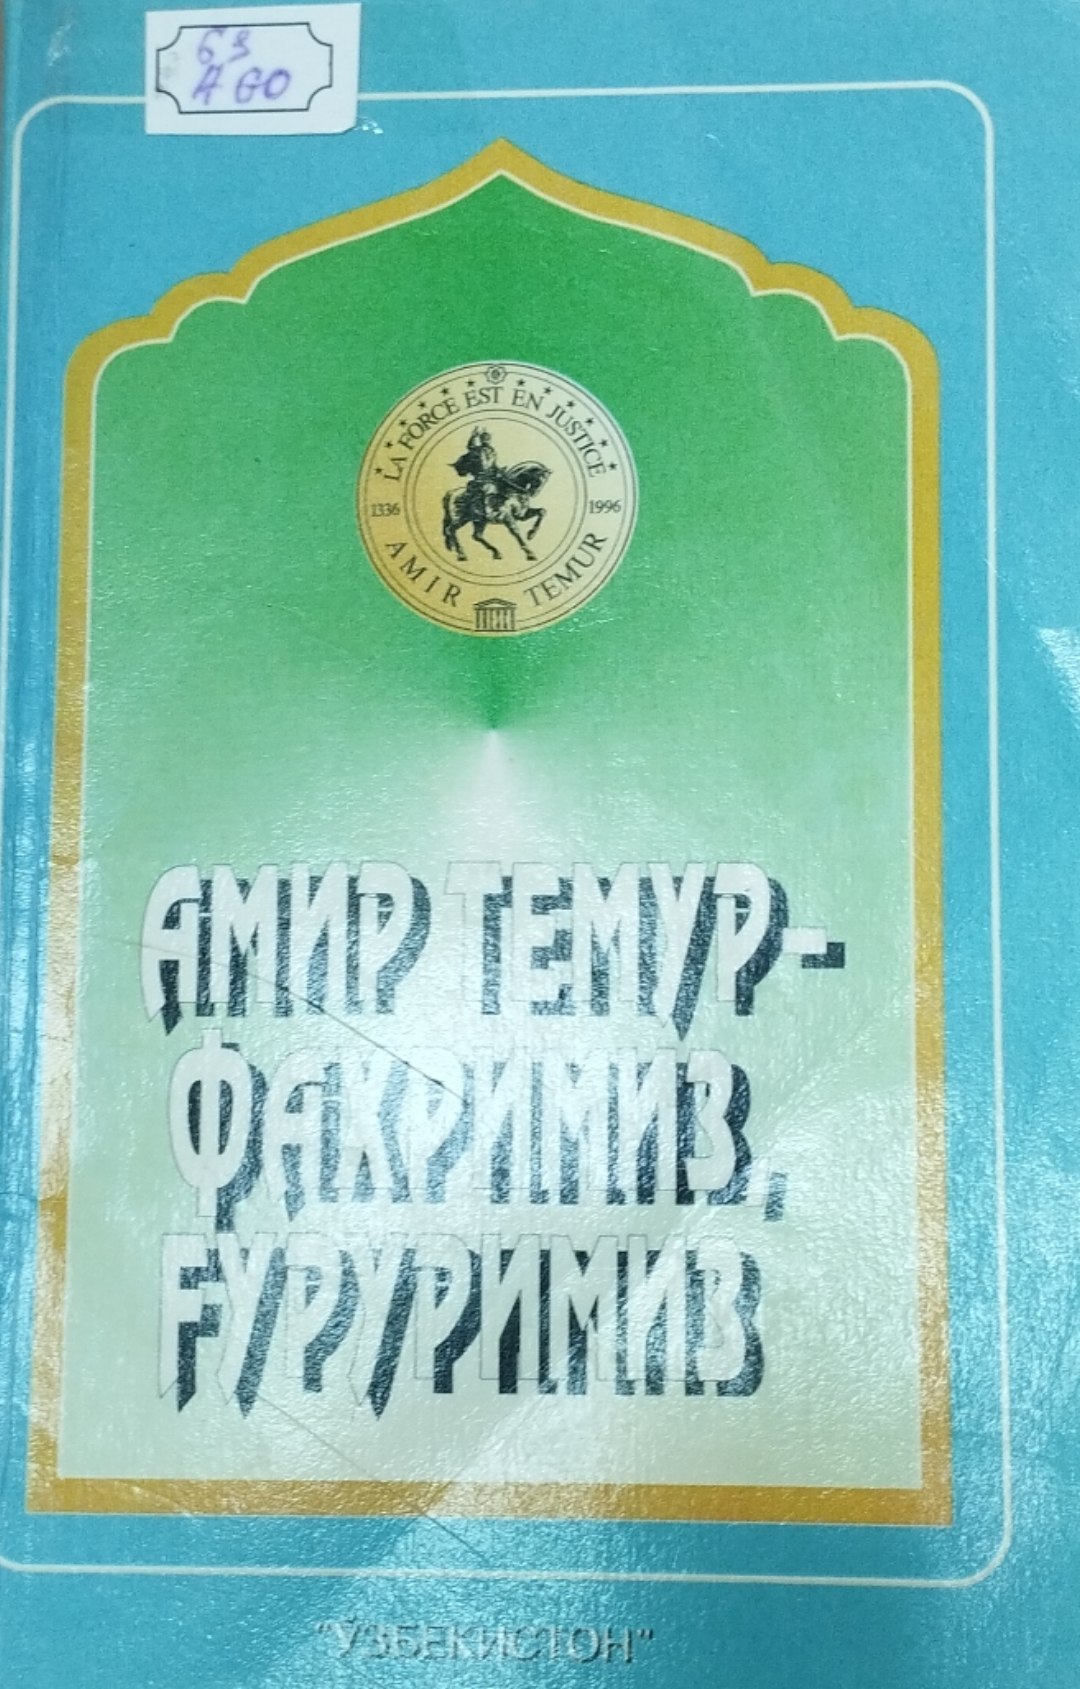 63
А 60
LA FORCE EST EN JUSTICE
1336
1996
AMIR TEMUR
АМИР ТЕМУР-
ФАХРИМИЗ,
ҒУРУРИМИЗ
"ЎЗБЕКИСТОН"